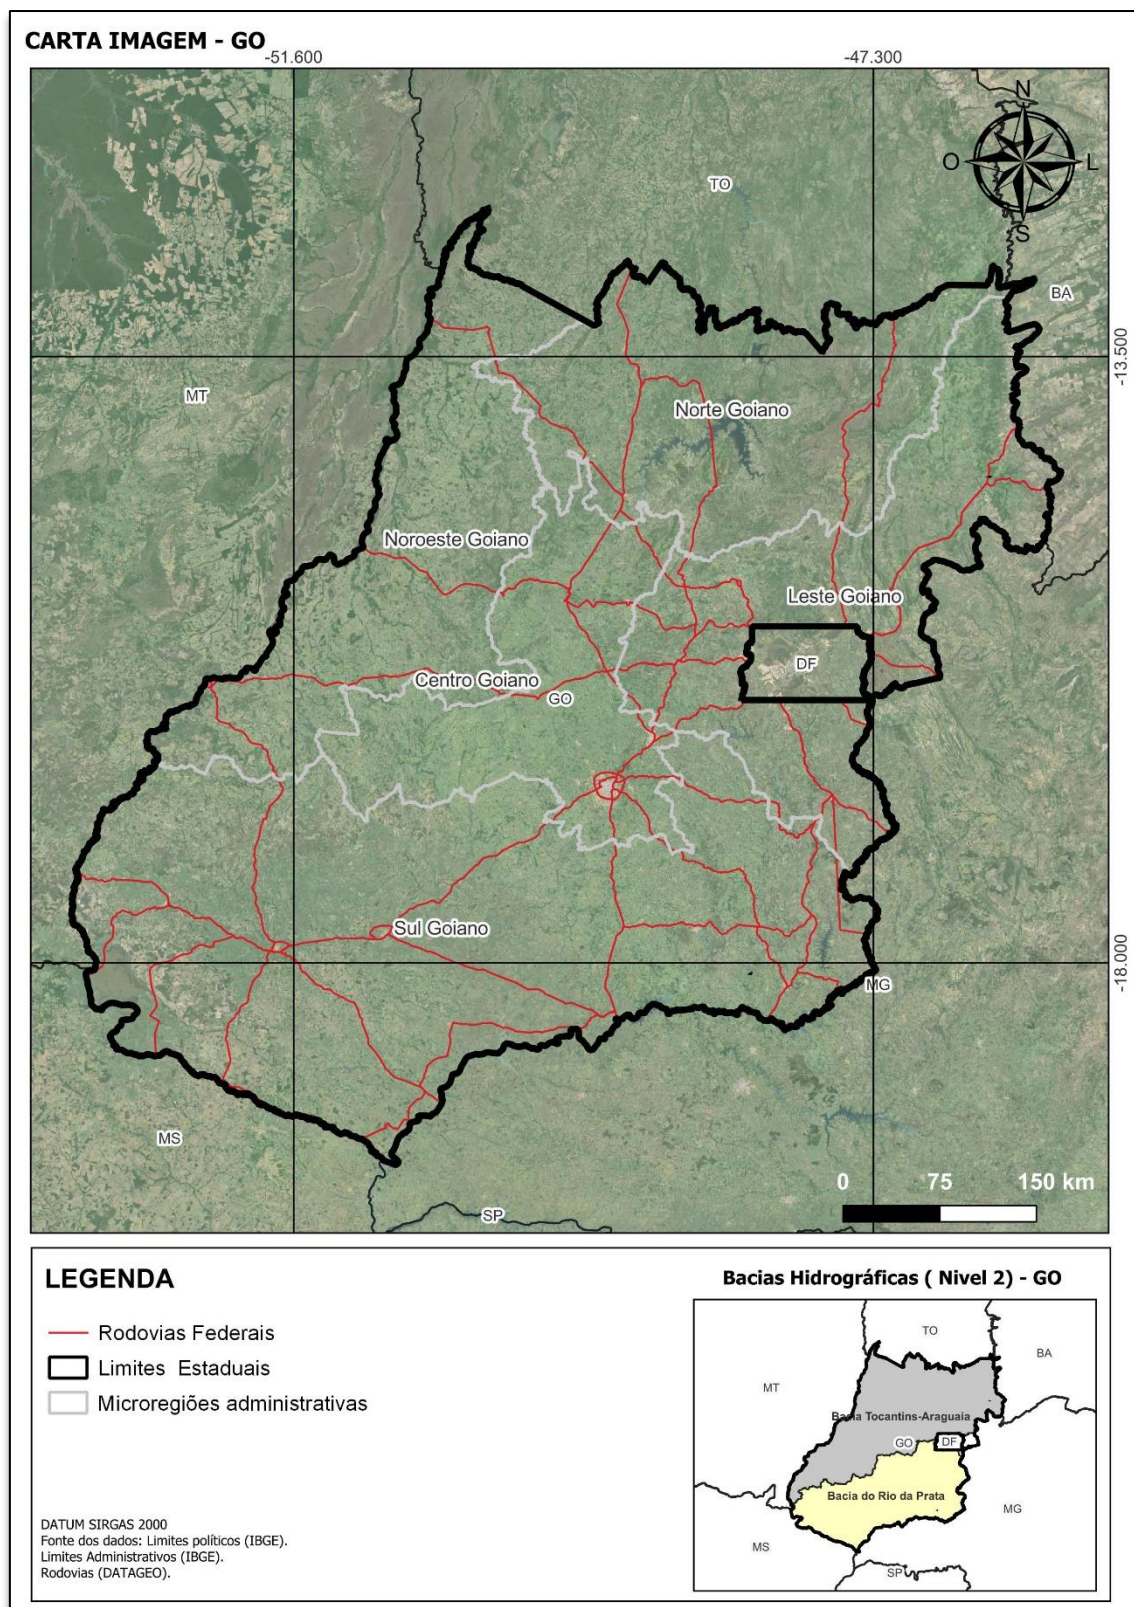 CARTA IMAGEM - GO
-51.600
-47.300
N
O
L
S
TO
BA
-13.500
MT
Norte Goiano
Noroeste Goiano
Leste Goiano
DF
Centro Goiano
GO
Sul Goiano
-18.000
MG
MS
0 75 150 km
SP
LEGENDA
Rodovias Federais
Limites Estaduais
Microregiões administrativas
DATUM SIRGAS 2000
Fonte dos dados: Limites políticos (IBGE).
Limites Administrativos (IBGE).
Rodovias (DATAGEO).
Bacias Hidrográficas ( Nivel 2) - GO
TO
BA
MT
Bacia Tocantins-Araguaia
GO
DF
Bacia do Rio da Prata
MG
MS
SP